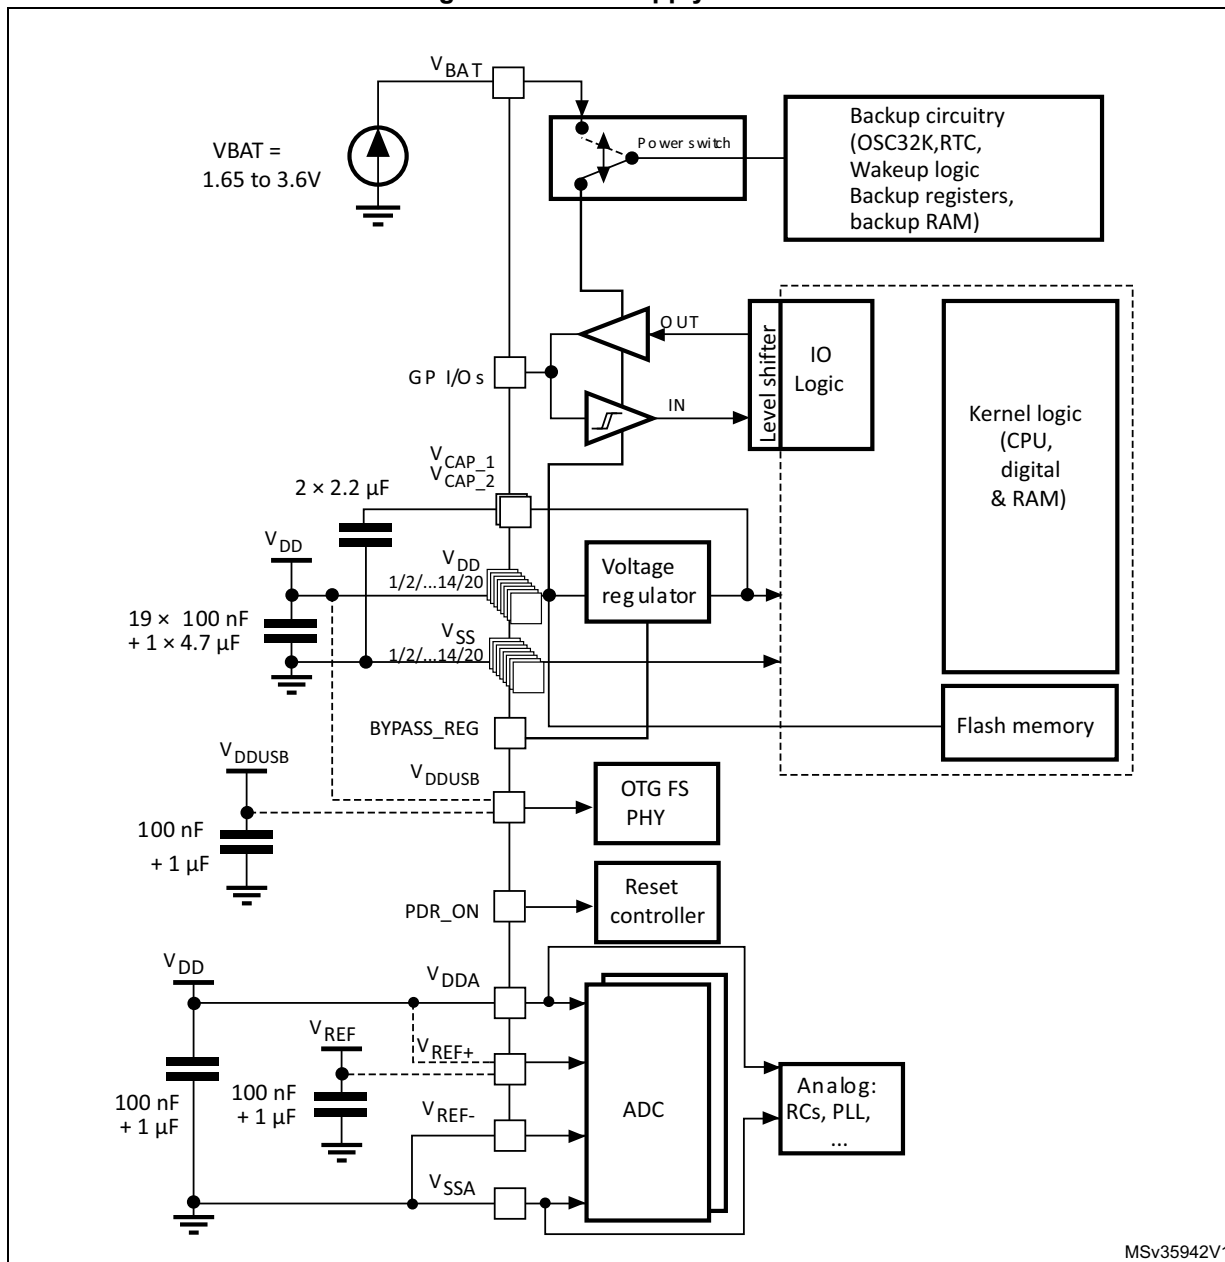 VBAT
VBAT =
1.65 to 3.6V
Power switch
Backup circuitry
(OSC32K,RTC,
Wakeup logic
Backup registers,
backup RAM)
OUT
GP I/Os
IN
Level shifter
IO
Logic
Kernel logic
(CPU,
digital
& RAM)
VCAP_1
VCAP_2
2 × 2.2 µF
VDD
VDD
1/2/...14/20
Voltage
regulator
19 × 100 nF
+ 1 × 4.7 µF
VSS
1/2/...14/20
BYPASS_REG
Flash memory
VDDUSB
VDDUSB
OTG FS
PHY
100 nF
+ 1 µF
PDR_ON
Reset
controller
VDD
VDDA
VREF
VREF+
100 nF
+ 1 µF
100 nF
+ 1 µF
VREF-
ADC
Analog:
RCs, PLL,
...
VSSA
MSv35942V1